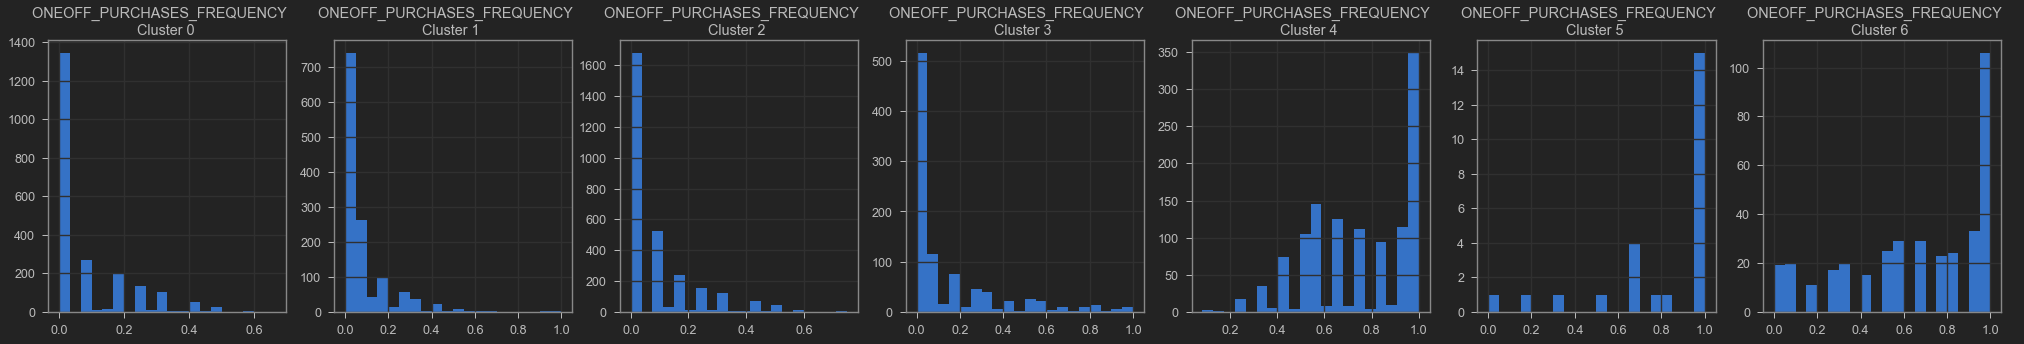 ONEOFF_PURCHASES_FREQUENCY
Cluster 0
1400
1200
1000
800
600
400
200
0
0.0 0.2 0.4 0.6
ONEOFF_PURCHASES_FREQUENCY
Cluster 1
700
600
500
400
300
200
100
0
0.0 0.2 0.4 0.6 0.8 1.0
ONEOFF_PURCHASES_FREQUENCY
Cluster 2
1600
1400
1200
1000
800
600
400
200
0
0.0 0.2 0.4 0.6
ONEOFF_PURCHASES_FREQUENCY
Cluster 3
500
400
300
200
100
0
0.0 0.2 0.4 0.6 0.8 1.0
ONEOFF_PURCHASES_FREQUENCY
Cluster 4
350
300
250
200
150
100
50
0
0.2 0.4 0.6 0.8 1.0
ONEOFF_PURCHASES_FREQUENCY
Cluster 5
14
12
10
8
6
4
2
0
0.0 0.2 0.4 0.6 0.8 1.0
ONEOFF_PURCHASES_FREQUENCY
Cluster 6
100
80
60
40
20
0
0.0 0.2 0.4 0.6 0.8 1.0